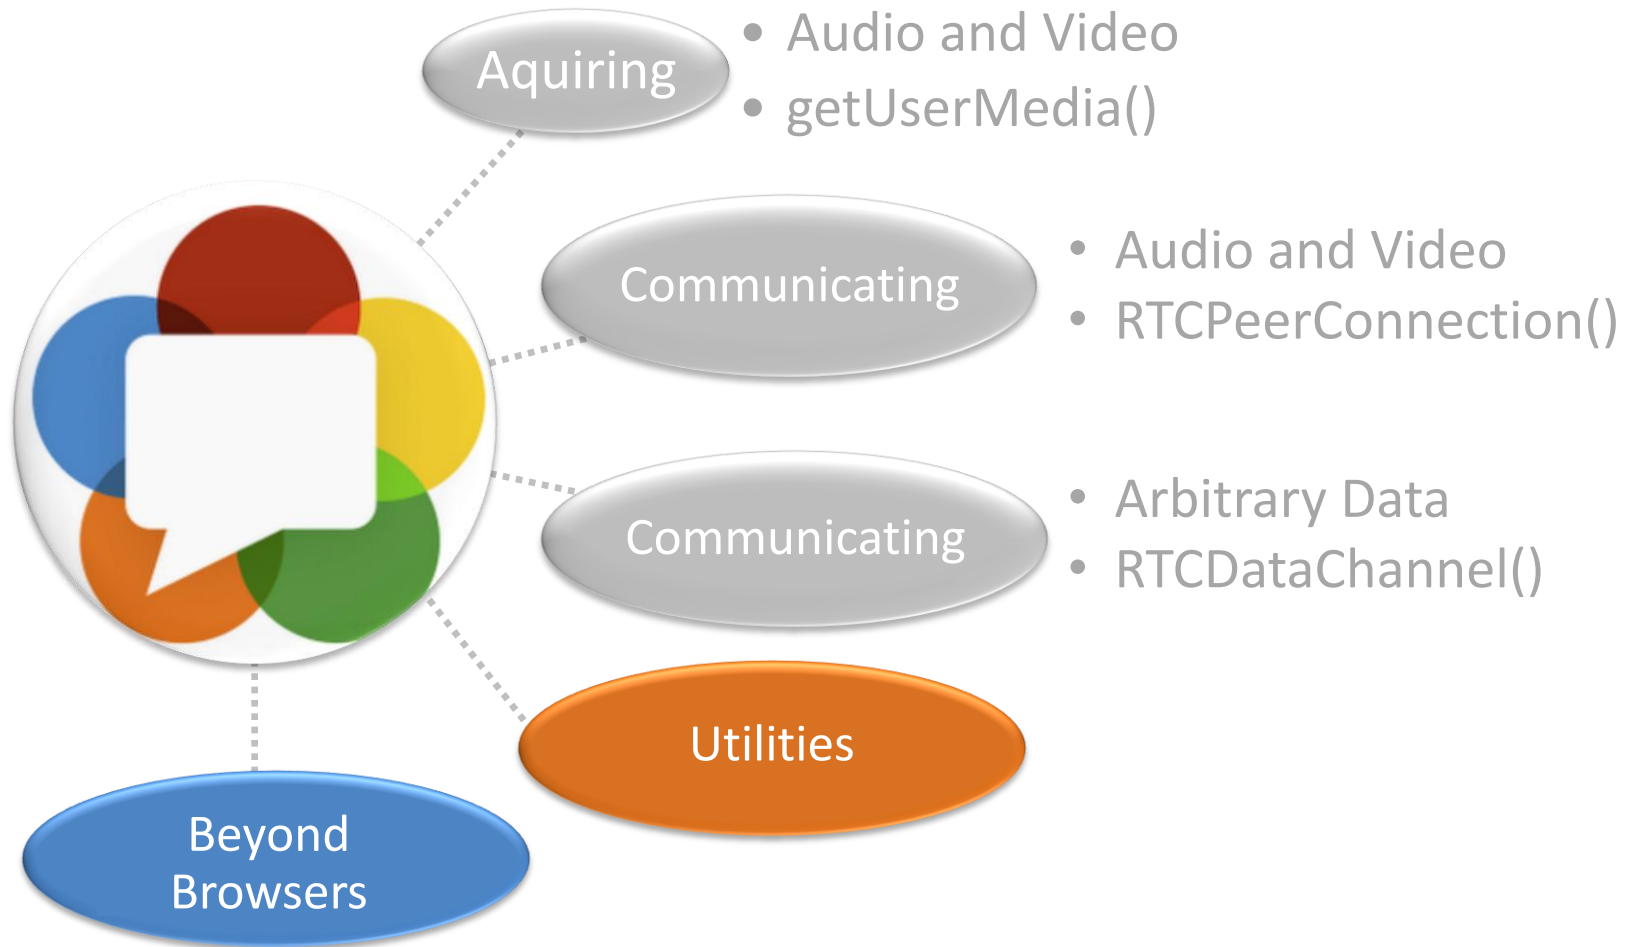 Aquiring
• Audio and Video
• getUserMedia()
Communicating
• Audio and Video
• RTCPeerConnection()
Communicating
• Arbitrary Data
• RTCDataChannel()
Utilities
Beyond
Browsers